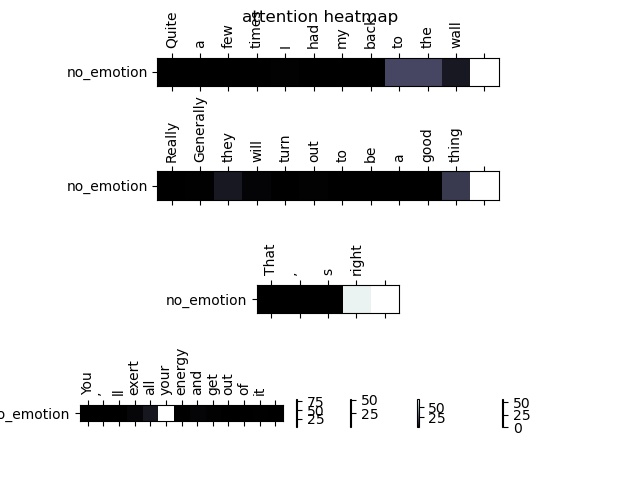 attention heatmap
Quite a few times I had my back to the wall
no_emotion
Really Generally they will turn out to be a good thing
no_emotion
That , s right
no_emotion
You , ll exert all your energy and get out of it
o_emotion
75 50 25
50 25
50 25
50 25 0